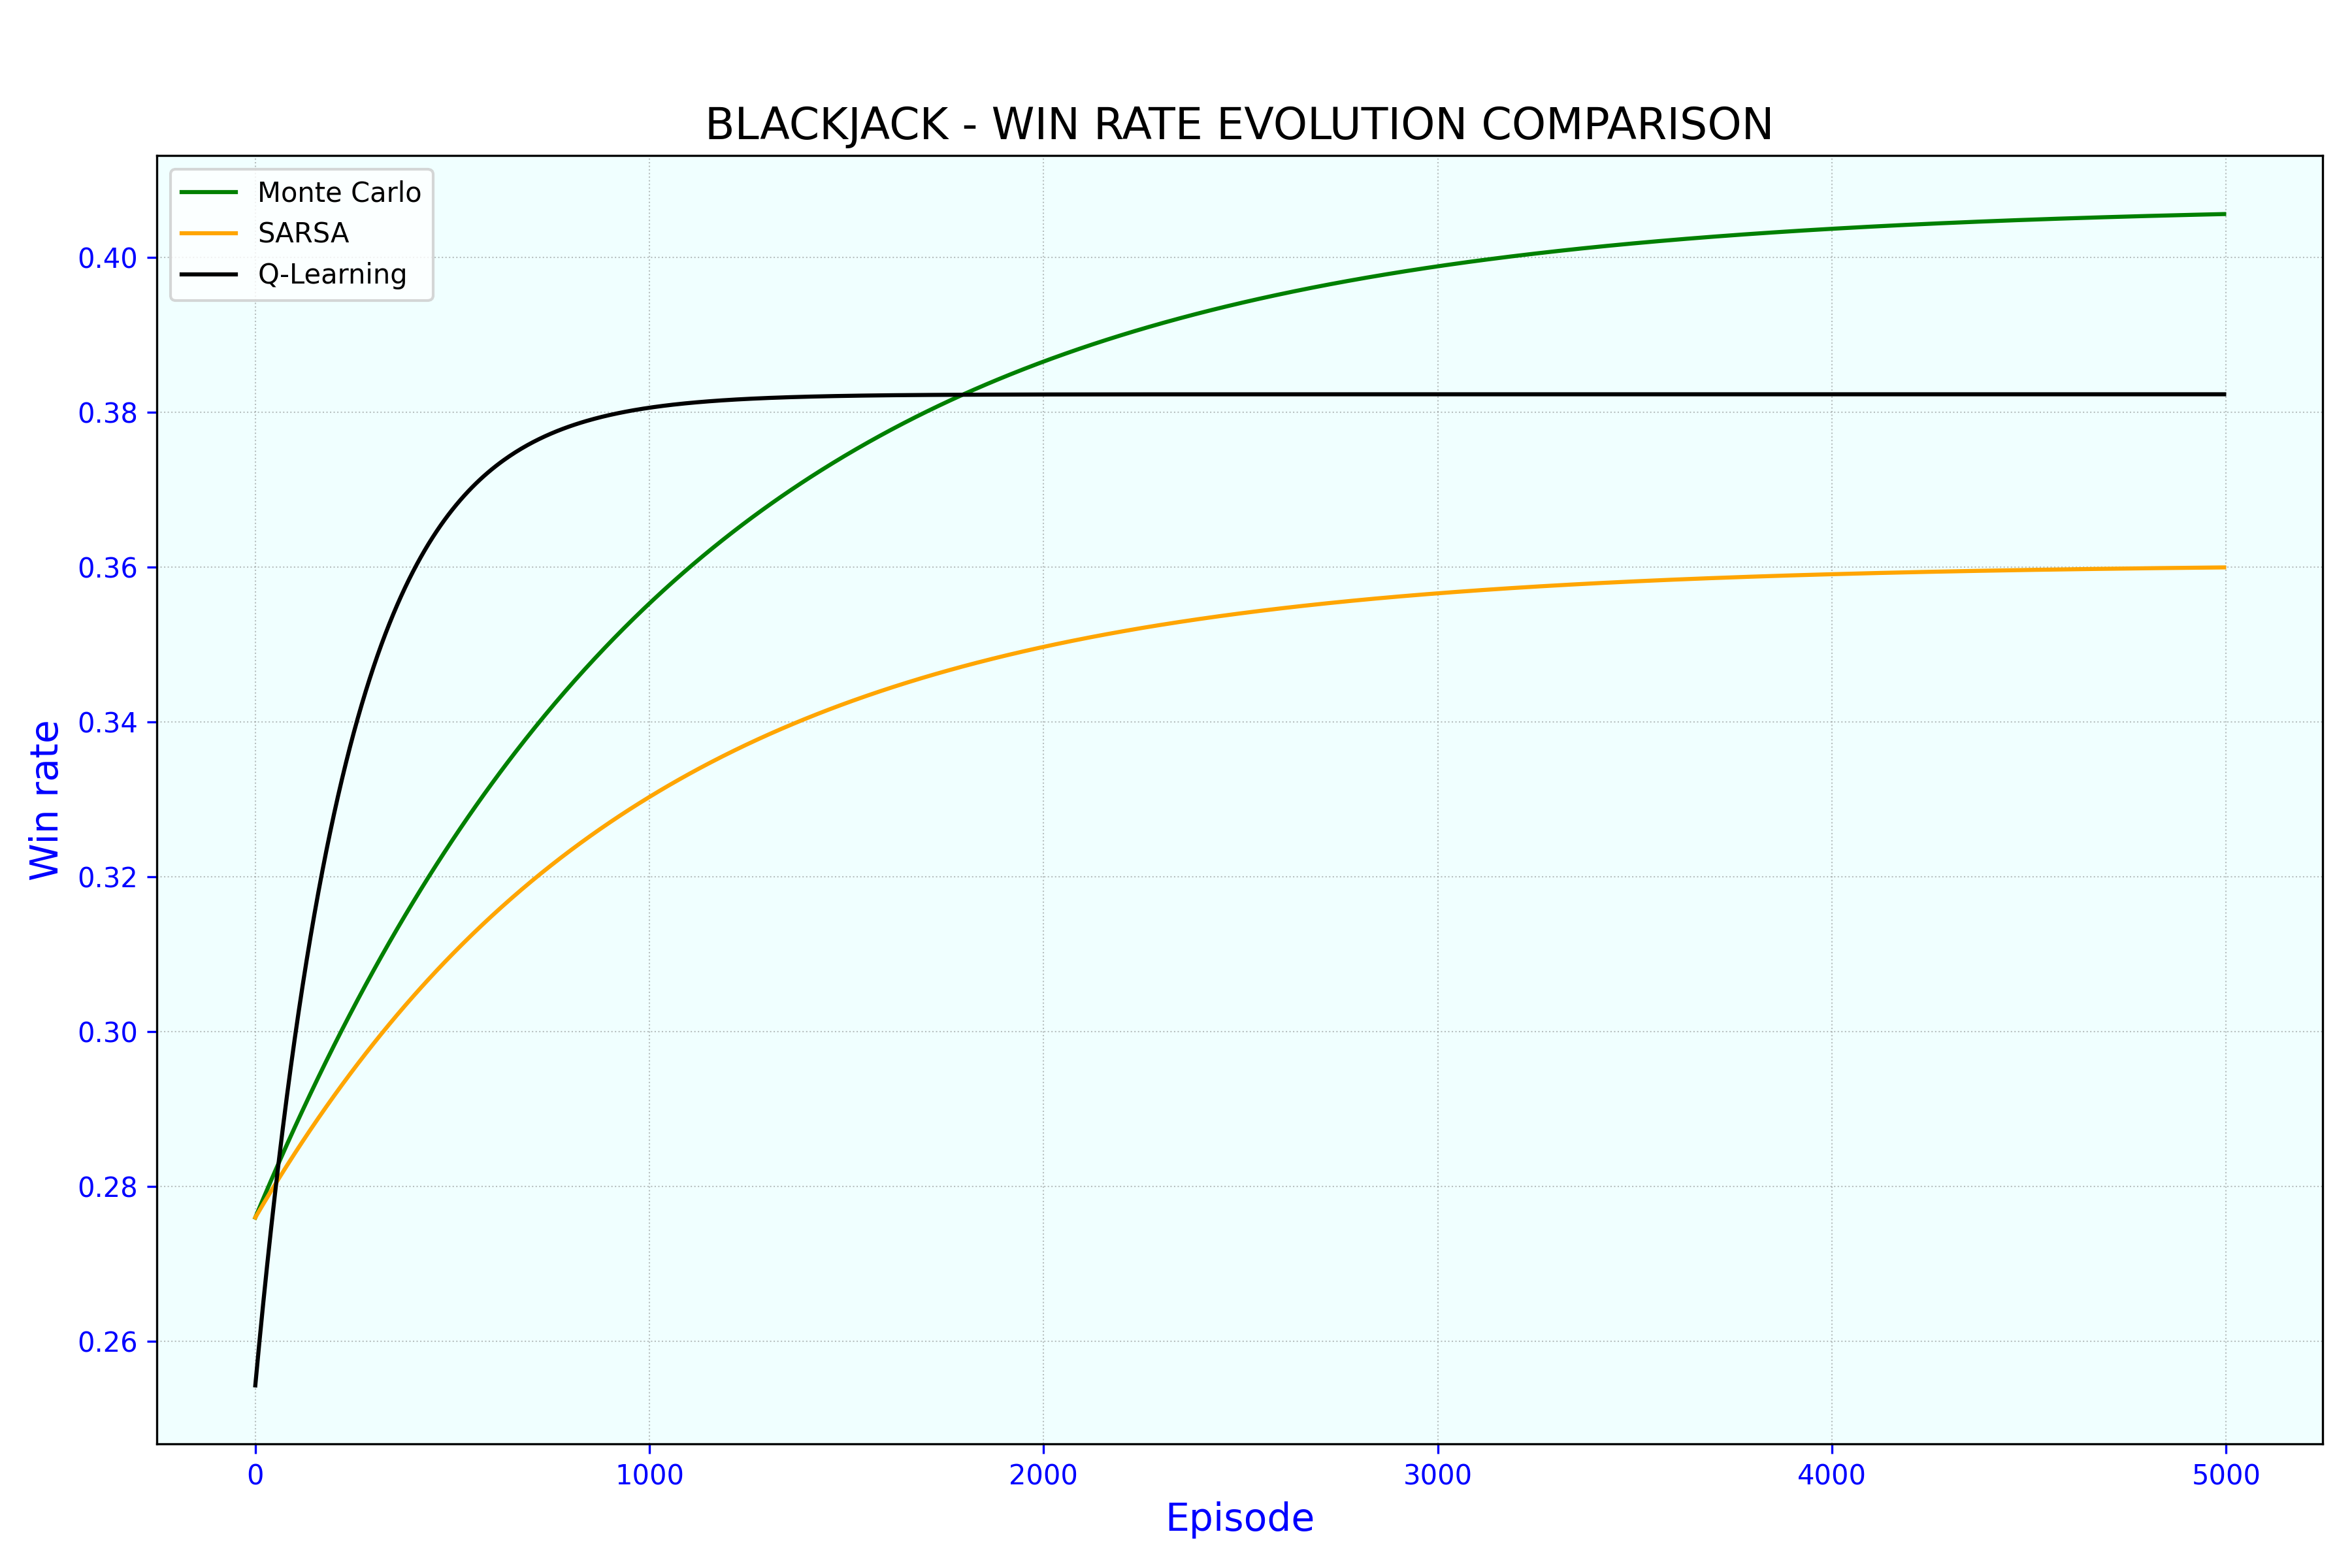 BLACKJACK - WIN RATE EVOLUTION COMPARISON
Monte Carlo
SARSA
Q-Learning
Win rate
0.40
0.38
0.36
0.34
0.32
0.30
0.28
0.26
0 1000 2000 3000 4000 5000
Episode